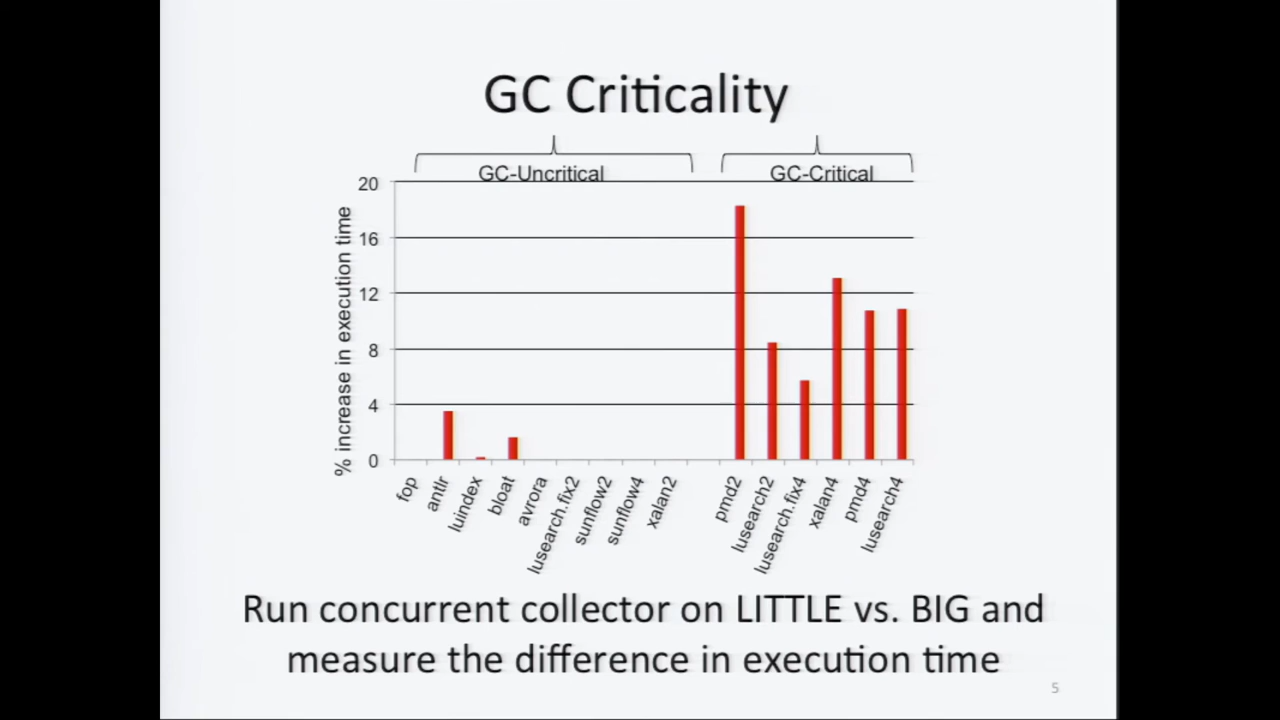 GC Criticality
GC-Uncritical
GC-Critical
% increase in execution time
20
16
12
8
4
0
fop
antlr
luindex
bloat
avrora
lusearch.fix2
sunflow2
sunflow4
xalan2
pmd2
lusearch2
lusearch.fix4
xalan4
pmd4
lusearch4
Run concurrent collector on LITTLE vs. BIG and
measure the difference in execution time
5